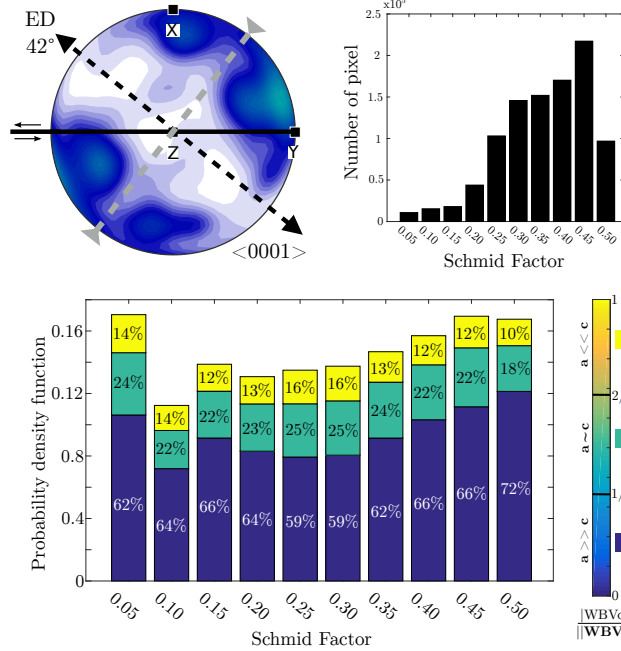 ED
42°
X
Z
Y
<0001>
2.5
2
1.5
1
0.5
0
Number of pixel
0.05 0.10 0.15 0.20 0.25 0.30 0.35 0.40 0.45 0.50
Schmid Factor
0.16
0.12
0.8
0.4
0
Probability density function
14% 14% 12% 13% 16% 16% 13% 12% 12% 10%
24% 22% 22% 23% 25% 25% 24% 22% 22% 18%
62% 64% 66% 64% 59% 59% 62% 66% 66% 72%
0.05 0.10 0.15 0.20 0.25 0.30 0.35 0.40 0.45 0.50
Schmid Factor
a << c
a~c
a >> c
1
2/
1/
0
|WBVc
||WBV